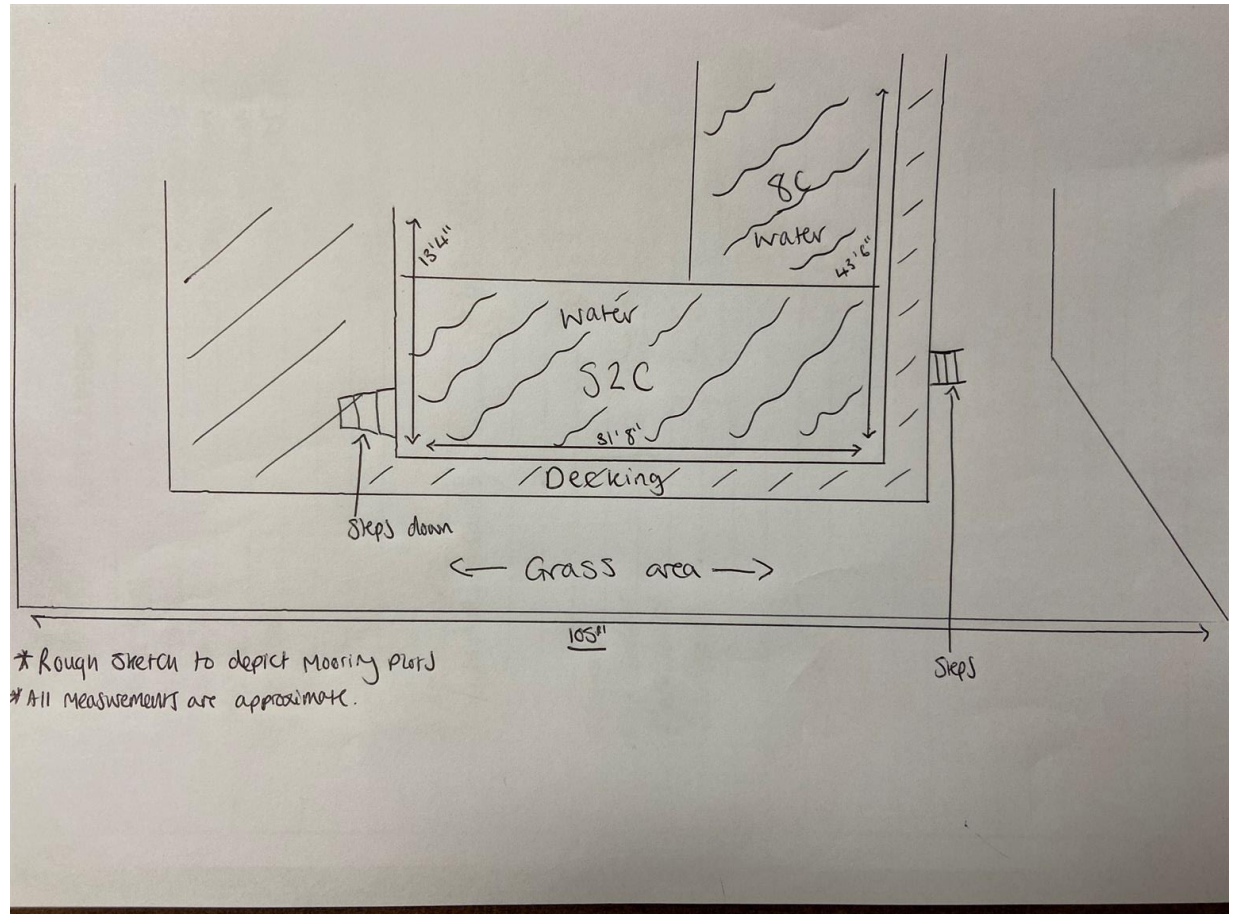 8C
water
13'4"
43'6"
water
S2C
31'8"
Decking
Steps down
<— Grass area —>
105"
Steps
*Rough sketch to depict mooring plots
*All measurements are approximate.